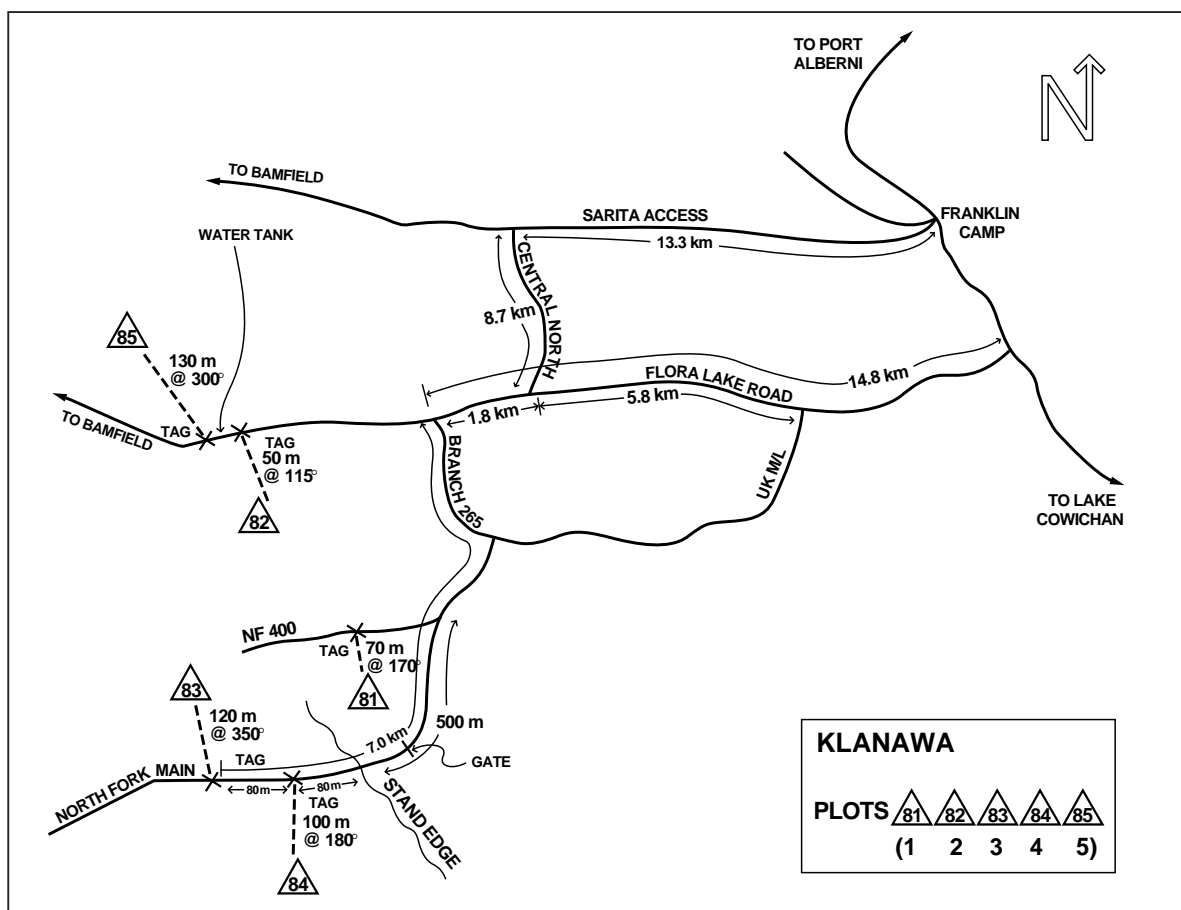 TO PORT
ALBERNI
N
TO BAMFIELD
SARITA ACCESS
FRANKLIN
CAMP
WATER TANK
13.3 km
CENTRAL NORTH
8.7 km
85
130 m
@ 300°
FLORA LAKE ROAD
14.8 km
1.8 km
5.8 km
TO BAMFIELD
TAG
TAG
50 m
@ 115°
82
BRANCH 265
UK M/L
TO LAKE
COWICHAN
NF 400
TAG
70 m
@ 170°
81
83
120 m
@ 350°
500 m
7.0 km
GATE
TAG
NORTH FORK MAIN
80m
80m
TAG
100 m
@ 180°
84
STAND EDGE
KLANAWA
PLOTS 81 82 83 84 85
(1 2 3 4 5)